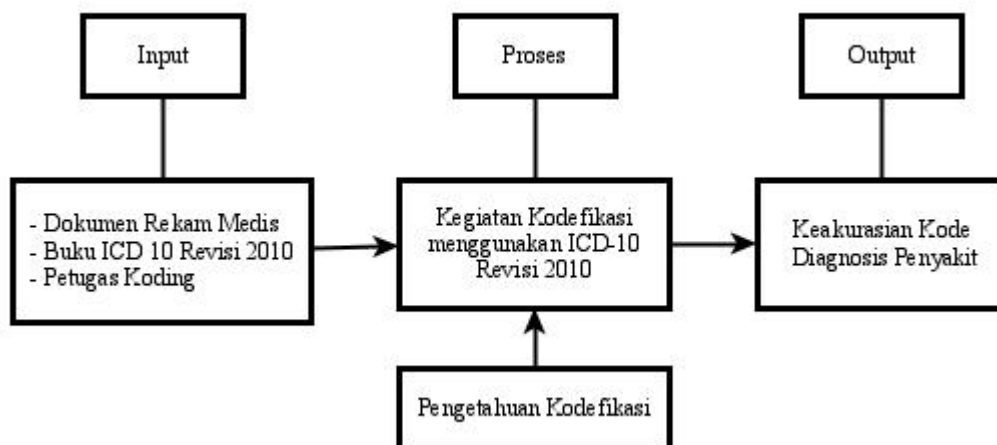 Input
Proses
Output
- Dokumen Rekam Medis
- Buku ICD 10 Revisi 2010
- Petugas Koding
Kegiatan Kodefikasi
menggunakan ICD-10
Revisi 2010
Keakurasian Kode
Diagnosis Penyakit
Pengetahuan Kodefikasi